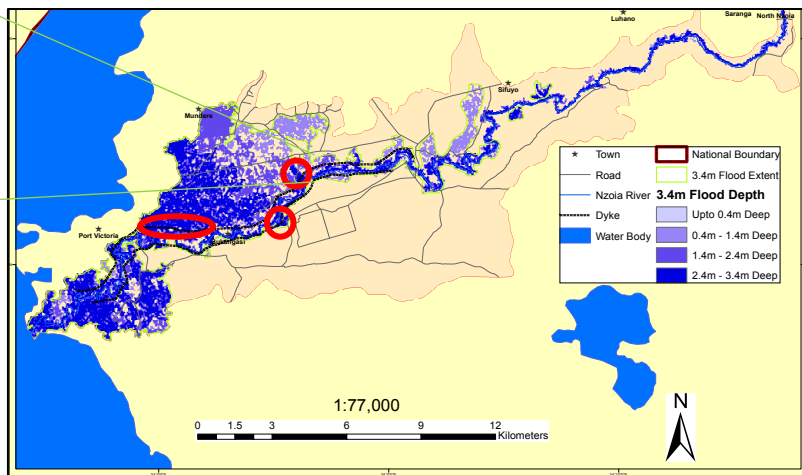 Luhano
Saranga
North Nzoia
Sifuyo
Mundere
Port Victoria
Town
Road
Nzoia River
Dyke
Water Body
National Boundary
3.4m Flood Extent
3.4m Flood Depth
Upto 0.4m Deep
0.4m - 1.4m Deep
1.4m - 2.4m Deep
2.4m - 3.4m Deep
1:77,000
0 1.5 3 6 9 12
Kilometers
N